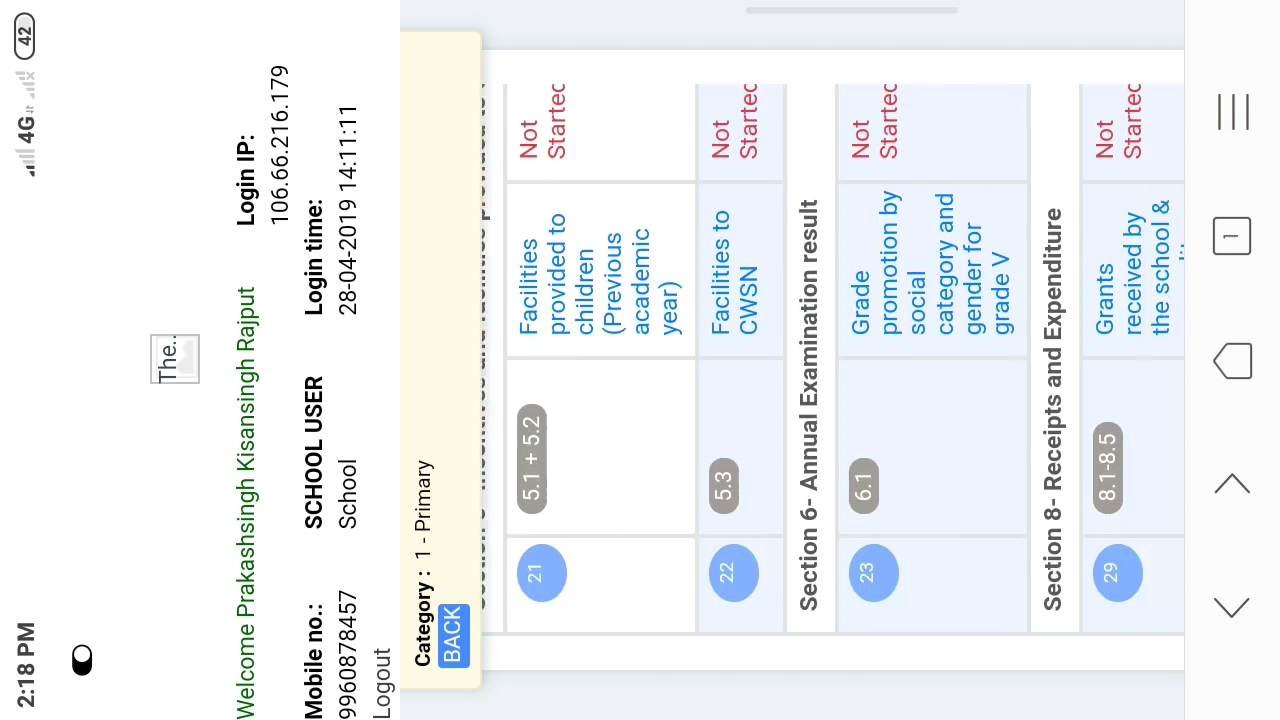 2:18 PM
4G
42
The..
Welcome Prakashsingh Kisansingh Rajput
Login IP:
106.66.216.179
Mobile no.:
9960878457
SCHOOL USER
School
Login time:
28-04-2019 14:11:11
Logout
Category : 1 - Primary
BACK
21
5.1 + 5.2
Facilities
provided to
children
(Previous
academic
year)
Not
Started
22
5.3
Facilities to
CWSN
Not
Started
Section 6- Annual Examination result
23
6.1
Grade
promotion by
social
category and
gender for
grade V
Not
Started
Section 8- Receipts and Expenditure
29
8.1-8.5
Grants
received by
the school &
Not
Started
1